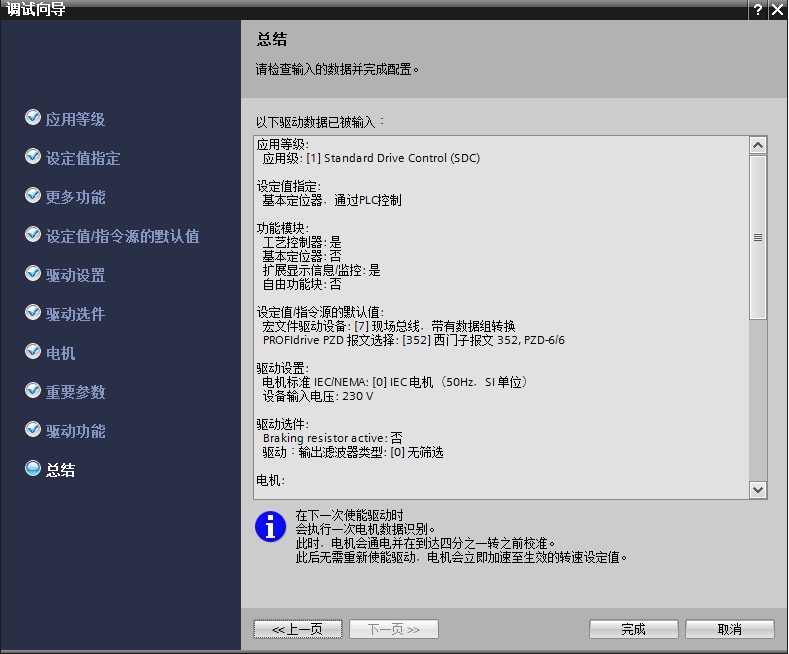 调试向导
? ✕
应用等级
设定值指定
更多功能
设定值/指令源的默认值
驱动设置
驱动选件
电机
重要参数
驱动功能
总结
总结
请检查输入的数据并完成配置。
以下驱动数据已被输入：
应用等级:
应用级: [1] Standard Drive Control (SDC)
设定值指定:
基本定位器，通过PLC控制
功能模块:
工艺控制器: 是
基本定位器: 否
扩展显示信息/监控: 是
自由功能块: 否
设定值/指令源的默认值:
宏文件驱动设备: [7] 现场总线，带有数据组转换
PROFIdrive PZD 报文选择: [352] 西门子报文 352, PZD-6/6
驱动设置:
电机标准 IEC/NEMA: [0] IEC 电机（50Hz，SI 单位）
设备输入电压: 230 V
驱动选件:
Braking resistor active: 否
驱动：输出滤波器类型: [0] 无筛选
电机:
在下一次使能驱动时
会执行一次电机数据识别。
此时，电机会通电并在到达四分之一转之前校准。
此后无需重新使能驱动，电机会立即加速至生效的转速设定值。
<<上一页
下一页 >>
完成
取消